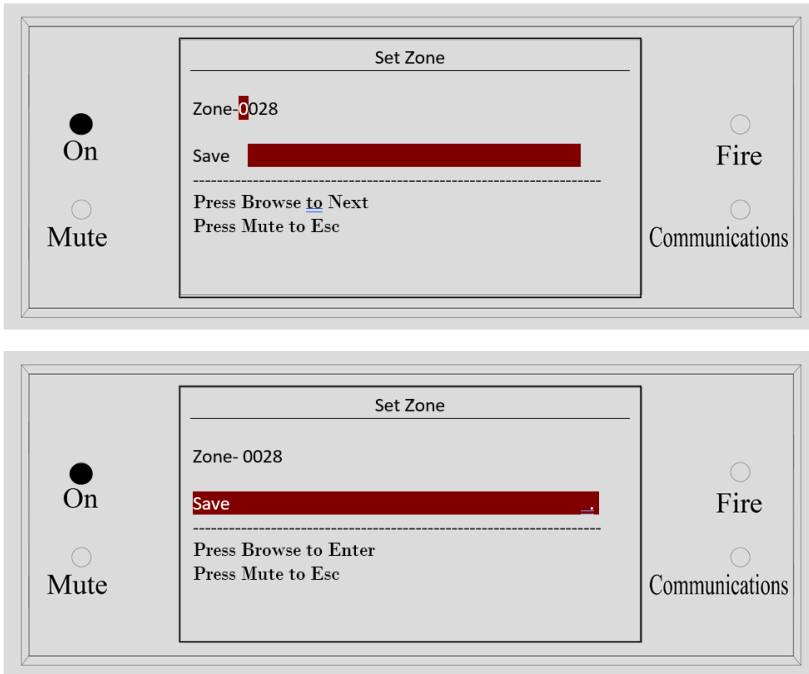 Set Zone
Zone-0028
On
Save
Fire
Press Browse to Next
Press Mute to Esc
Mute
Communications
Set Zone
Zone- 0028
On
Save .
Fire
Press Browse to Enter
Press Mute to Esc
Mute
Communications